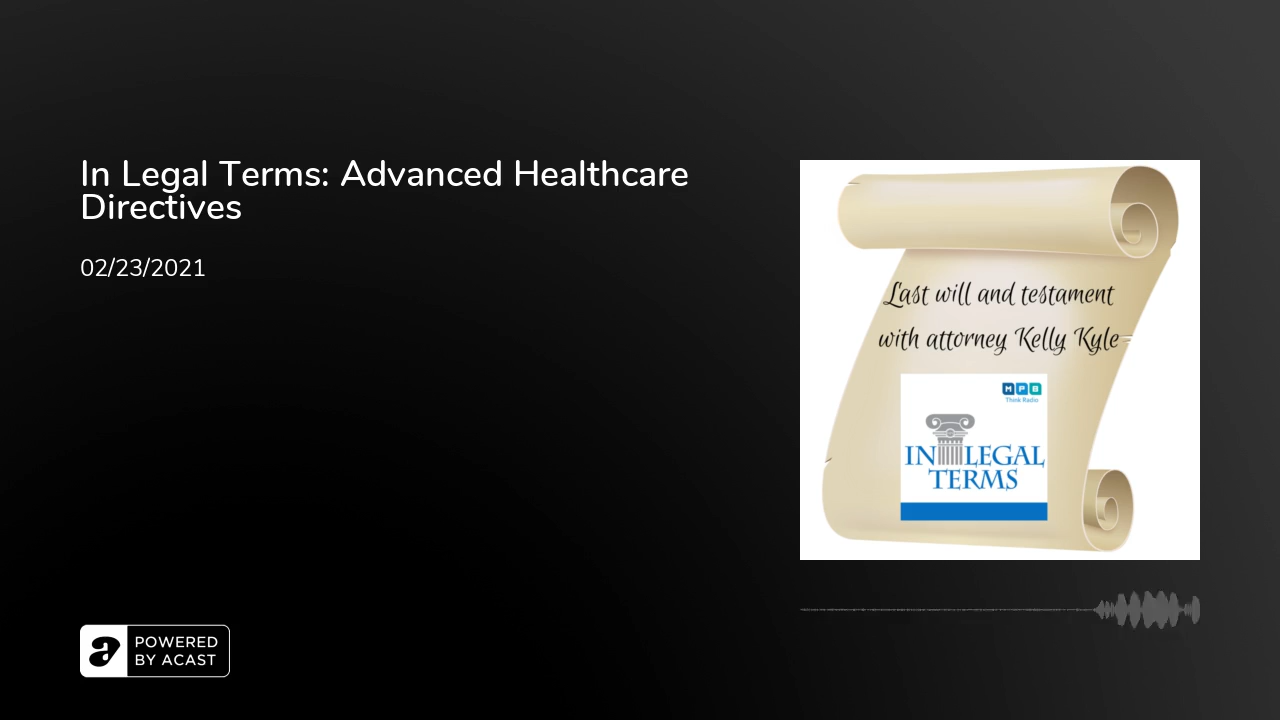 In Legal Terms: Advanced Healthcare
Directives
02/23/2021
Last will and testament
with attorney Kelly Kyle
MPB
Think Radio
IN LEGAL
TERMS
a POWERED
BY ACAST